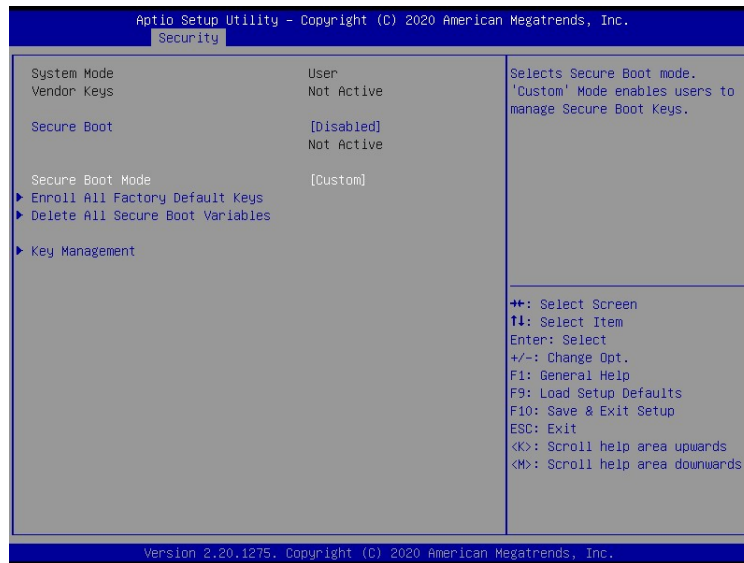 Aptio Setup Utility – Copyright (C) 2020 American Megatrends, Inc.
Security
System Mode User
Vendor Keys Not Active
Secure Boot [Disabled]
Not Active
Secure Boot Mode [Custom]
▶ Enroll All Factory Default Keys
▶ Delete All Secure Boot Variables
▶ Key Management
Selects Secure Boot mode.
'Custom' Mode enables users to
manage Secure Boot Keys.
→←: Select Screen
↑↓: Select Item
Enter: Select
+/-: Change Opt.
F1: General Help
F9: Load Setup Defaults
F10: Save & Exit Setup
ESC: Exit
<K>: Scroll help area upwards
<M>: Scroll help area downwards
Version 2.20.1275. Copyright (C) 2020 American Megatrends, Inc.